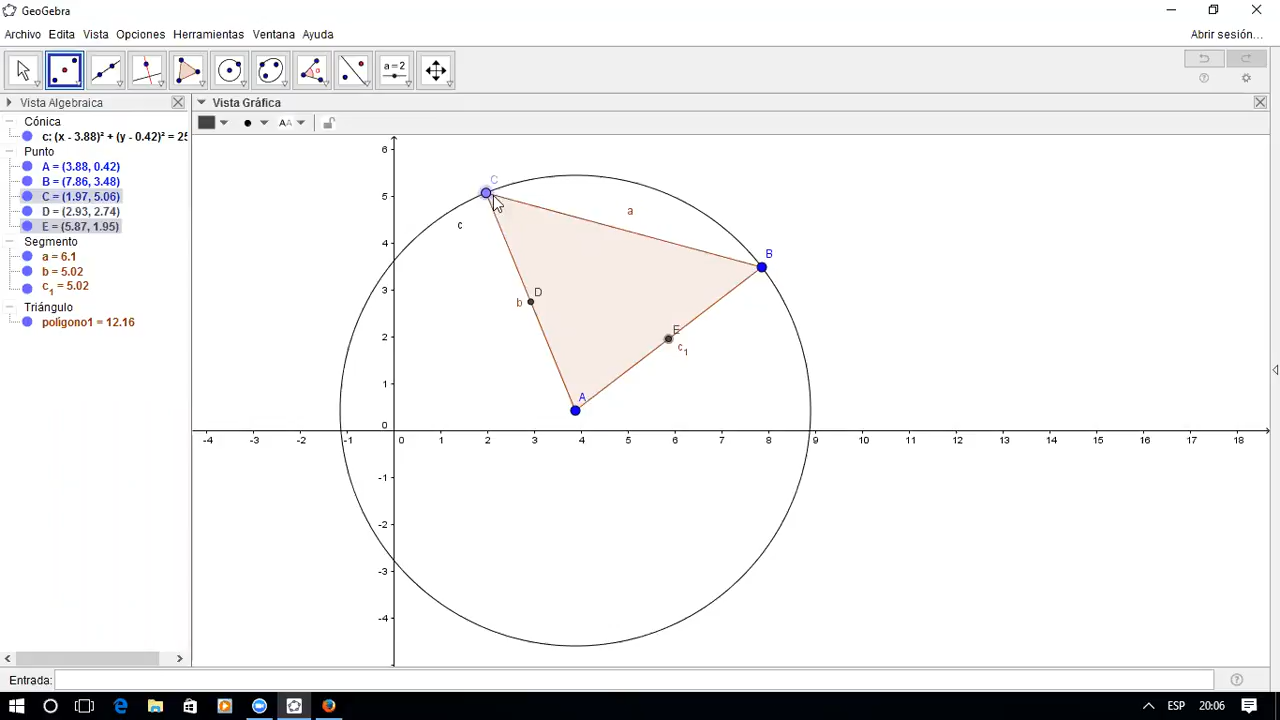 GeoGebra
Archivo Edita Vista Opciones Herramientas Ventana Ayuda
Abrir sesión...
a = 2
Vista Algebraica
Vista Gráfica
AA
Cónica
c: (x - 3.88)² + (y - 0.42)² = 25
Punto
A = (3.88, 0.42)
B = (7.86, 3.48)
C = (1.97, 5.06)
D = (2.93, 2.74)
E = (5.87, 1.95)
Segmento
a = 6.1
b = 5.02
c₁ = 5.02
Triángulo
polígono1 = 12.16
6
5
4
3
2
1
0
-1
-2
-3
-4
-4 -3 -2 -1 0 1 2 3 4 5 6 7 8 9 10 11 12 13 14 15 16 17 18
C
a
c
B
D
b
E
c₁
A
Entrada:
ESP 20:06